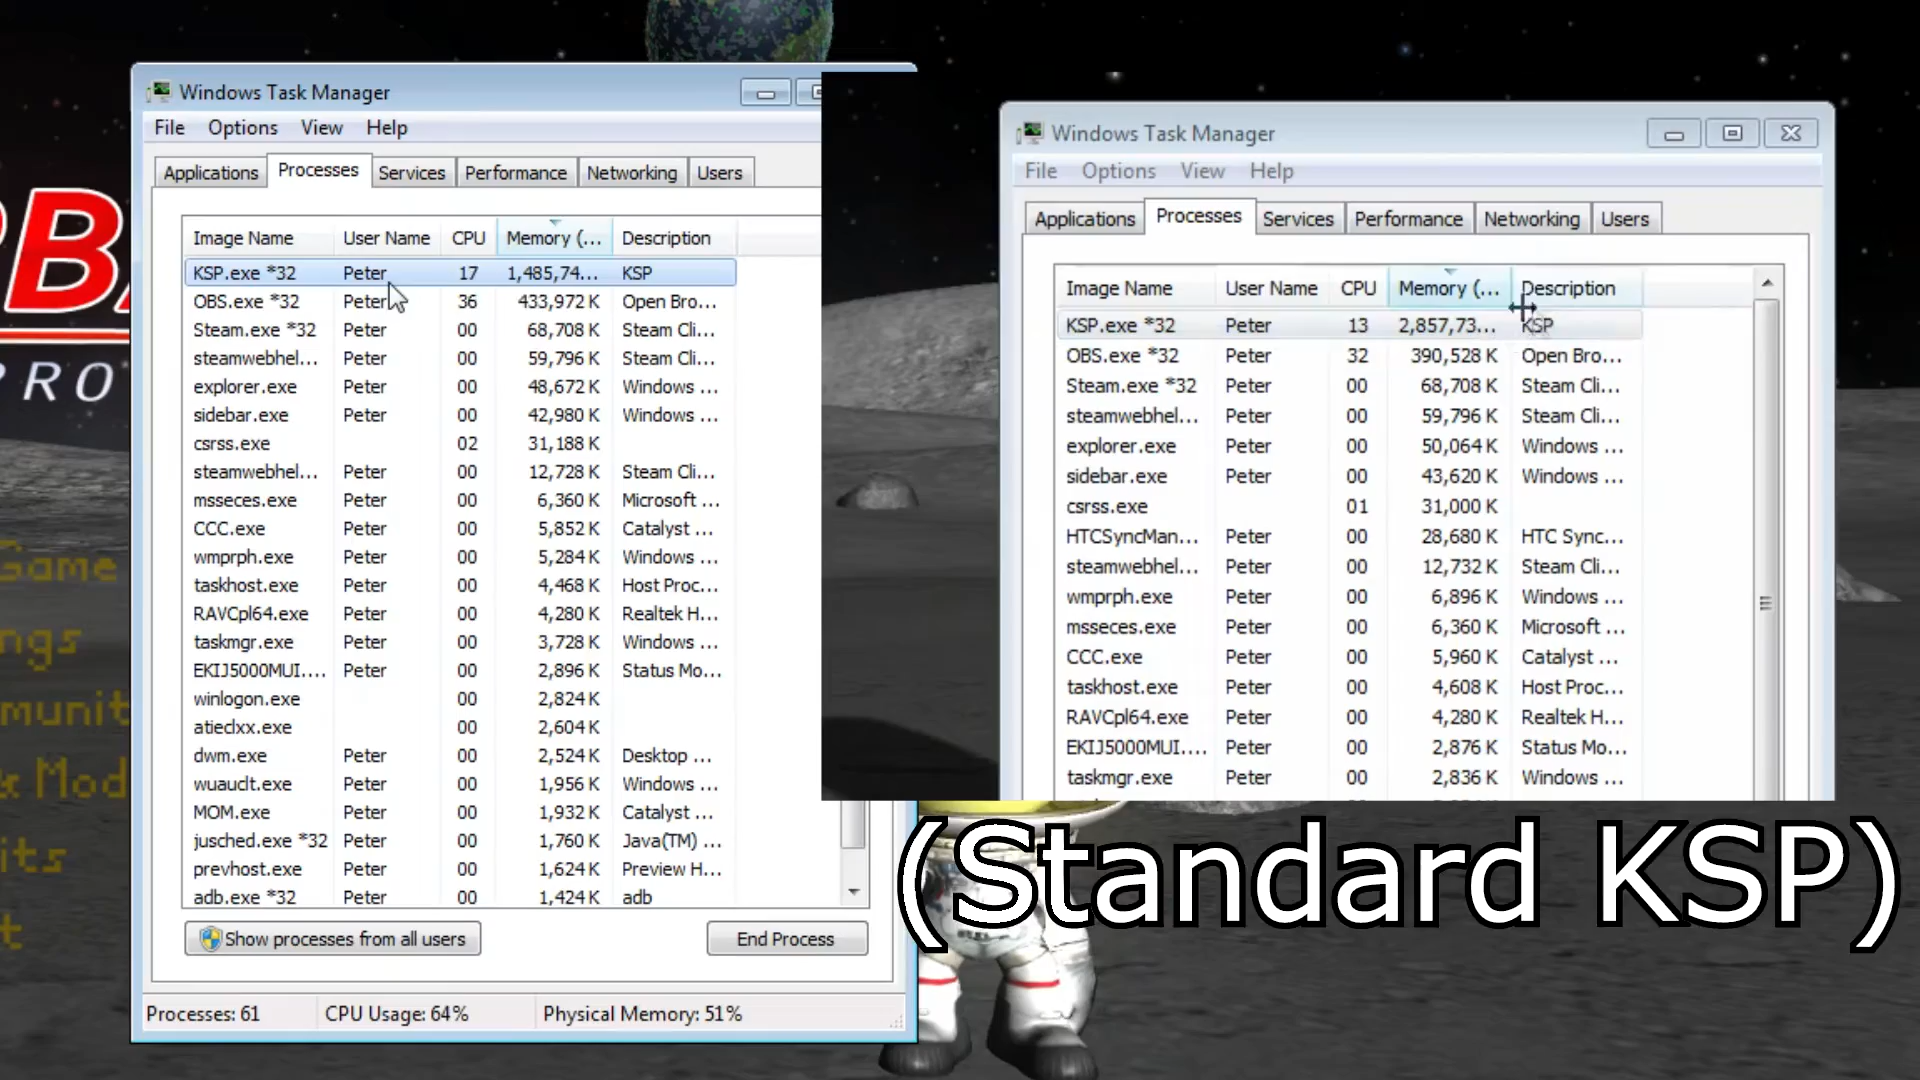 Windows Task Manager
File Options View Help
Applications Processes Services Performance Networking Users
Image Name User Name CPU Memory (... Description
KSP.exe *32 Peter 17 1,485,74... KSP
OBS.exe *32 Peter 36 433,972 K Open Bro...
Steam.exe *32 Peter 00 68,708 K Steam Cli...
steamwebhel... Peter 00 59,796 K Steam Cli...
explorer.exe Peter 00 48,672 K Windows ...
sidebar.exe Peter 00 42,980 K Windows ...
csrss.exe 02 31,188 K
steamwebhel... Peter 00 12,728 K Steam Cli...
msseces.exe Peter 00 6,360 K Microsoft ...
CCC.exe Peter 00 5,852 K Catalyst ...
wmprph.exe Peter 00 5,284 K Windows ...
taskhost.exe Peter 00 4,468 K Host Proc...
RAVCpl64.exe Peter 00 4,280 K Realtek H...
taskmgr.exe Peter 00 3,728 K Windows ...
EKIJ5000MUI.... Peter 00 2,896 K Status Mo...
winlogon.exe 00 2,824 K
atieclxx.exe 00 2,604 K
dwm.exe Peter 00 2,524 K Desktop ...
wuauclt.exe Peter 00 1,956 K Windows ...
MOM.exe Peter 00 1,932 K Catalyst ...
jusched.exe *32 Peter 00 1,760 K Java(TM) ...
prevhost.exe Peter 00 1,624 K Preview H...
adb.exe *32 Peter 00 1,424 K adb
Show processes from all users End Process
Processes: 61 CPU Usage: 64% Physical Memory: 51%
Windows Task Manager
File Options View Help
Applications Processes Services Performance Networking Users
Image Name User Name CPU Memory (... Description
KSP.exe *32 Peter 13 2,857,73... KSP
OBS.exe *32 Peter 32 390,528 K Open Bro...
Steam.exe *32 Peter 00 68,708 K Steam Cli...
steamwebhel... Peter 00 59,796 K Steam Cli...
explorer.exe Peter 00 50,064 K Windows ...
sidebar.exe Peter 00 43,620 K Windows ...
csrss.exe 01 31,000 K
HTCSyncMan... Peter 00 28,680 K HTC Sync...
steamwebhel... Peter 00 12,732 K Steam Cli...
wmprph.exe Peter 00 6,896 K Windows ...
msseces.exe Peter 00 6,360 K Microsoft ...
CCC.exe Peter 00 5,960 K Catalyst ...
taskhost.exe Peter 00 4,608 K Host Proc...
RAVCpl64.exe Peter 00 4,280 K Realtek H...
EKIJ5000MUI.... Peter 00 2,876 K Status Mo...
taskmgr.exe Peter 00 2,836 K Windows ...
(Standard KSP)
Game